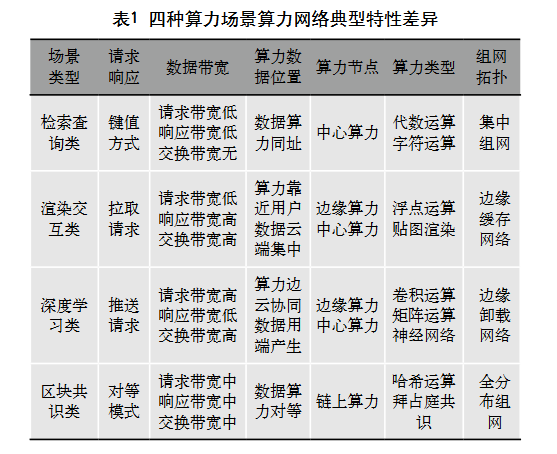 表1 四种算力场景算力网络典型特性差异
场景类型 请求响应 数据带宽 算力数据位置 算力节点 算力类型 组网拓扑
检索查询类 键值方式 请求带宽低 响应带宽低 交换带宽无 数据算力同址 中心算力 代数运算 字符运算 集中组网
渲染交互类 拉取请求 请求带宽低 响应带宽高 交换带宽高 算力靠近用户数据云端集中 边缘算力 中心算力 浮点运算 贴图渲染 边缘缓存网络
深度学习类 推送请求 请求带宽高 响应带宽低 交换带宽高 算力边云协同数据用端产生 边缘算力 中心算力 卷积运算 矩阵运算 神经网络 边缘卸载网络
区块共识类 对等模式 请求带宽中 响应带宽中 交换带宽中 数据算力对等 链上算力 哈希运算 拜占庭共识 全分布组网